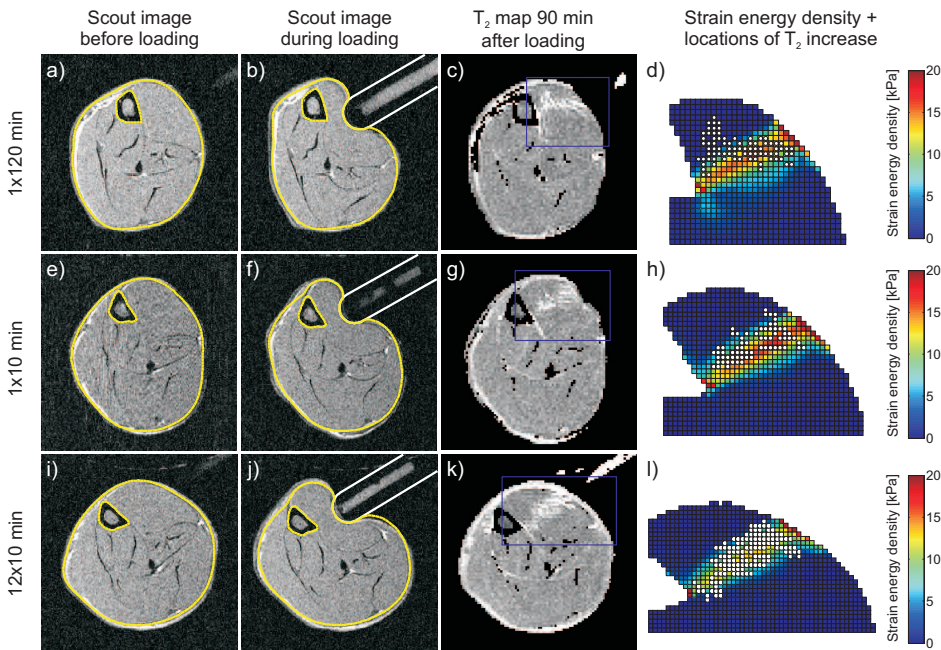 Scout image
before loading
Scout image
during loading
T₂ map 90 min
after loading
Strain energy density +
locations of T₂ increase
1x120 min
a)
b)
c)
d)
Strain energy density [kPa]
20
15
10
5
0
1x10 min
e)
f)
g)
h)
Strain energy density [kPa]
20
15
10
5
0
12x10 min
i)
j)
k)
l)
Strain energy density [kPa]
20
15
10
5
0